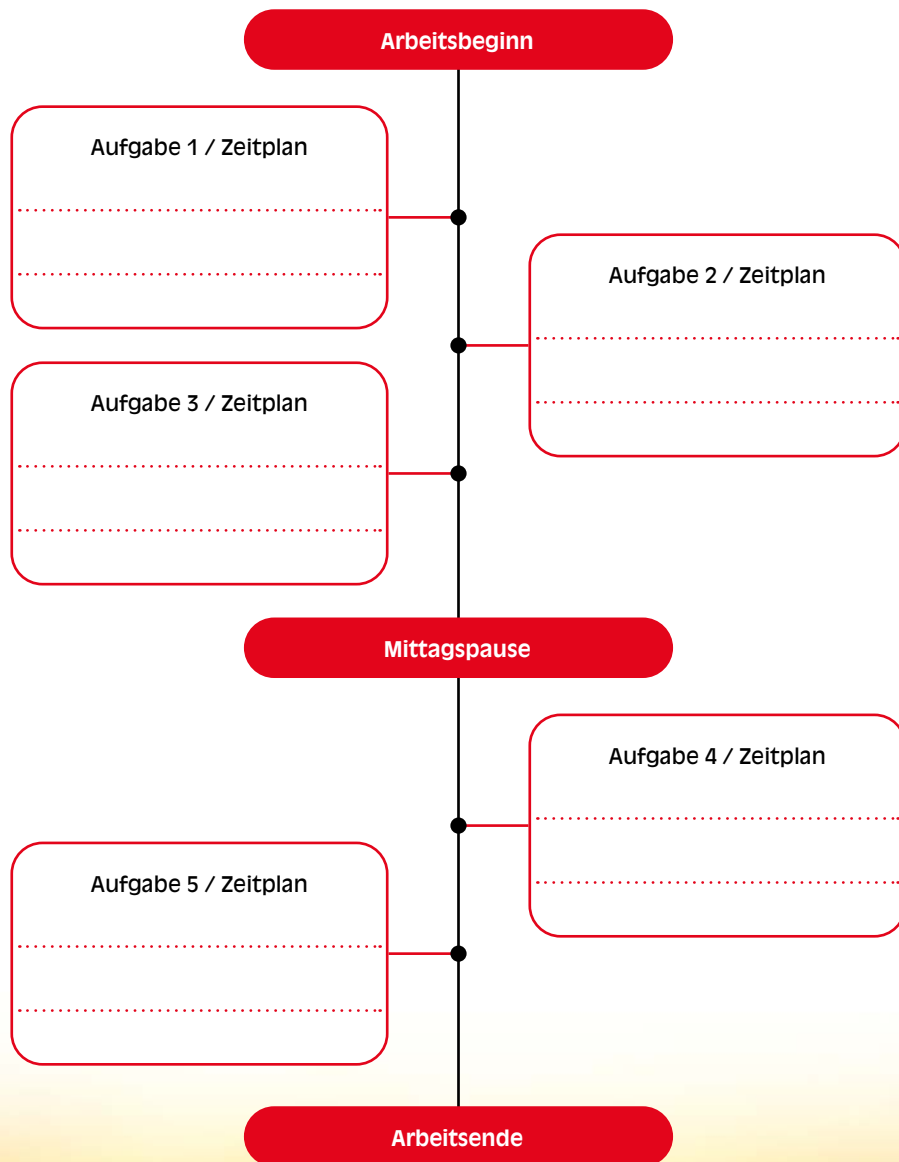 Arbeitsbeginn
Aufgabe 1 / Zeitplan
Aufgabe 2 / Zeitplan
Aufgabe 3 / Zeitplan
Mittagspause
Aufgabe 4 / Zeitplan
Aufgabe 5 / Zeitplan
Arbeitsende